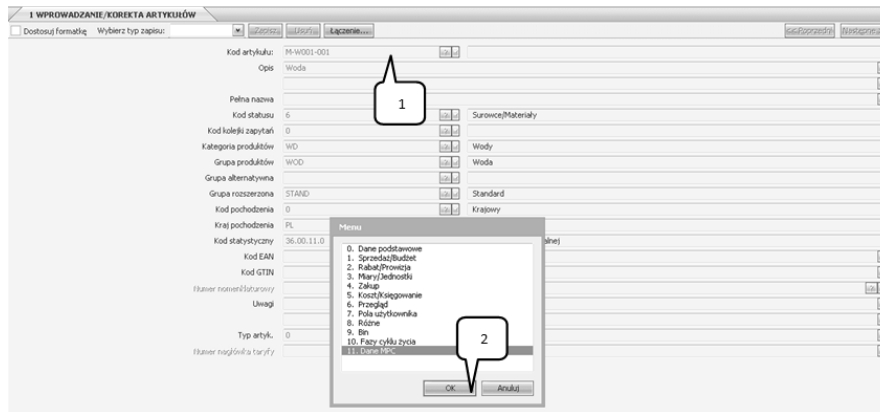 1 WPROWADZANIE/KOREKTA ARTYKUŁÓW
Dostosuj formatkę Wybierz typ zapisu: Zapisz Usuń Łączenie... <<Poprzedni Następne
Kod artykułu: M-W001-001
Opis Woda
1
Pełna nazwa
Kod statusu 6 Surowce/Materiały
Kod kolejki zapytań 0
Kategoria produktów WD Wody
Grupa produktów WOD Woda
Grupa alternatywna
Grupa rozszerzona STAND Standard
Kod pochodzenia 0 Krajowy
Kraj pochodzenia PL
Kod statystyczny 36.00.11.0
Kod EAN
Kod GTIN
Numer nomenklaturowy
Uwagi
Typ artyk. 0
Numer nagłówka taryfy
Menu
0. Dane podstawowe
1. Sprzedaż/Budżet
2. Rabat/Prowizja
3. Miary/Jednostki
4. Zakup
5. Koszt/Księgowanie
6. Przegląd
7. Pola użytkownika
8. Różne
9. Bin
10. Fazy cyklu życia
11. Dane MPC
2
OK Anuluj